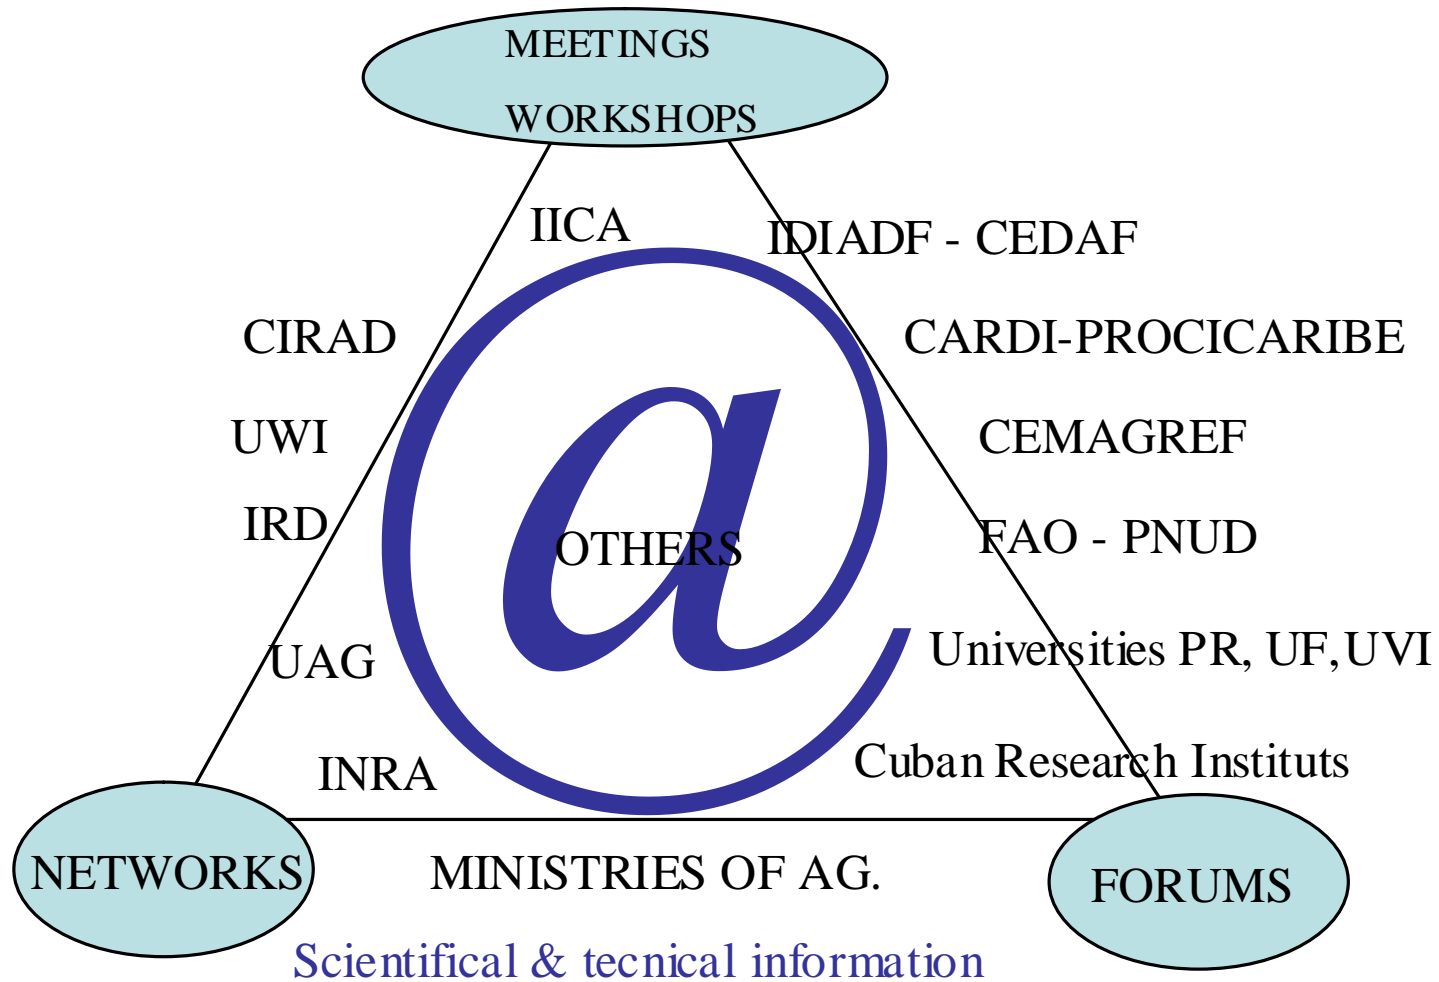 MEETINGS
WORKSHOPS
IICA
IDIADF - CEDAF
CIRAD
CARDI-PROCICARIBE
UWI
CEMAGREF
IRD
FAO - PNUD
@
OTHERS
UAG
Universities PR, UF,UVI
INRA
Cuban Research Instituts
NETWORKS
MINISTRIES OF AG.
FORUMS
Scientifical & tecnical information